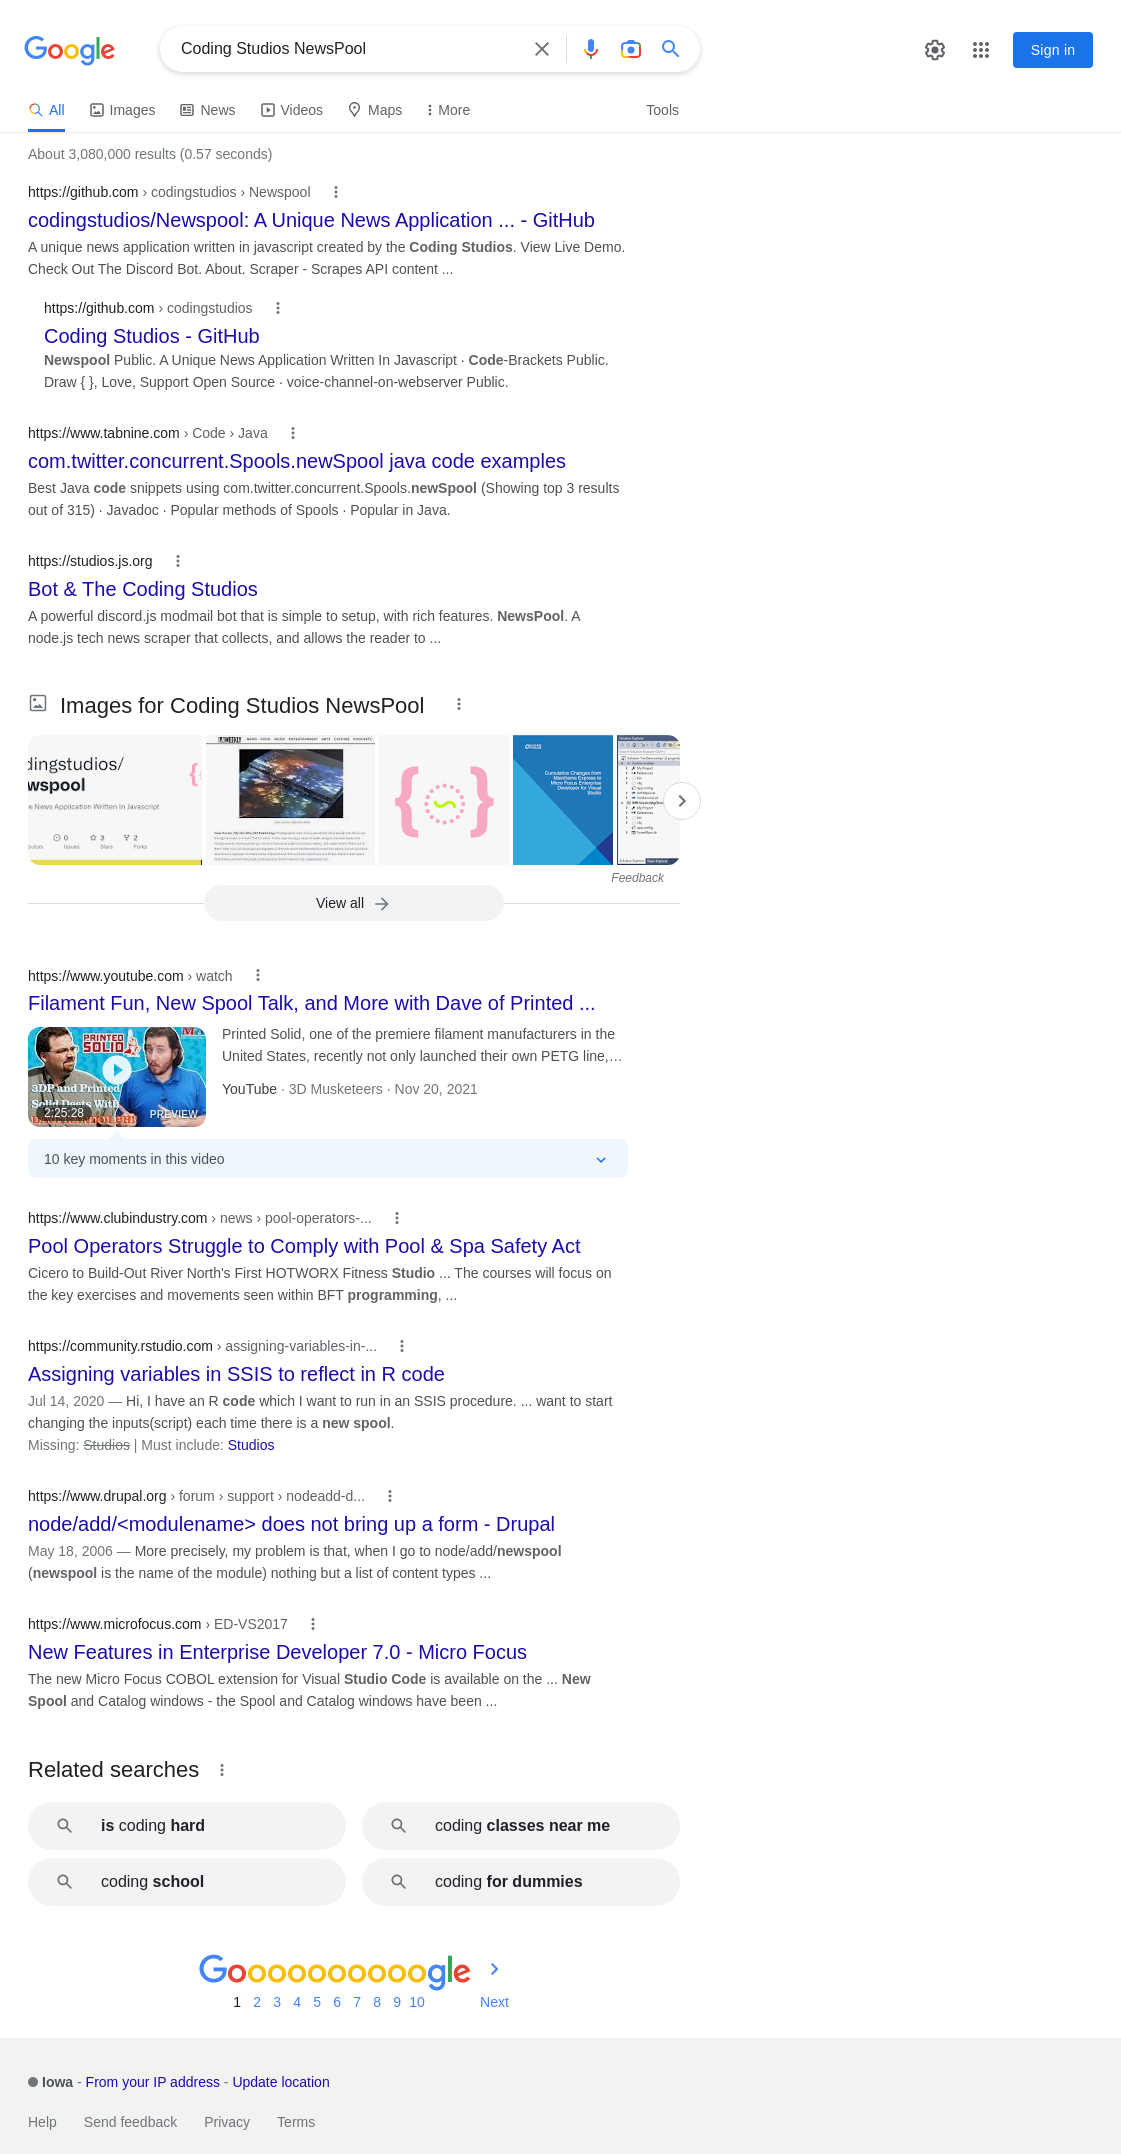 Google
Coding Studios NewsPool
Sign in
All
Images
News
Videos
Maps
More
Tools
About 3,080,000 results (0.57 seconds)
https://github.com › codingstudios › Newspool
codingstudios/Newspool: A Unique News Application ... - GitHub
A unique news application written in javascript created by the Coding Studios. View Live Demo.
Check Out The Discord Bot. About. Scraper - Scrapes API content ...
https://github.com › codingstudios
Coding Studios - GitHub
Newspool Public. A Unique News Application Written In Javascript · Code-Brackets Public.
Draw { }, Love, Support Open Source · voice-channel-on-webserver Public.
https://www.tabnine.com › Code › Java
com.twitter.concurrent.Spools.newSpool java code examples
Best Java code snippets using com.twitter.concurrent.Spools.newSpool (Showing top 3 results
out of 315) · Javadoc · Popular methods of Spools · Popular in Java.
https://studios.js.org
Bot & The Coding Studios
A powerful discord.js modmail bot that is simple to setup, with rich features. NewsPool. A
node.js tech news scraper that collects, and allows the reader to ...
Images for Coding Studios NewsPool
dingstudios/
wspool
e News Application Written In Javascript
0
3
2
Issues
Stars
Forks
Cumulative Changes from
Mainframe Express to
Micro Focus Enterprise
Developer for Visual
Studio
Feedback
View all
https://www.youtube.com › watch
Filament Fun, New Spool Talk, and More with Dave of Printed ...
PRINTED
SOLID
3DP and Printed
Solid Deets With
2:25:28
PREVIEW
Printed Solid, one of the premiere filament manufacturers in the
United States, recently not only launched their own PETG line,…
YouTube · 3D Musketeers · Nov 20, 2021
10 key moments in this video
https://www.clubindustry.com › news › pool-operators-...
Pool Operators Struggle to Comply with Pool & Spa Safety Act
Cicero to Build-Out River North's First HOTWORX Fitness Studio ... The courses will focus on
the key exercises and movements seen within BFT programming, ...
https://community.rstudio.com › assigning-variables-in-...
Assigning variables in SSIS to reflect in R code
Jul 14, 2020 — Hi, I have an R code which I want to run in an SSIS procedure. ... want to start
changing the inputs(script) each time there is a new spool.
Missing: Studios | Must include: Studios
https://www.drupal.org › forum › support › nodeadd-d...
node/add/<modulename> does not bring up a form - Drupal
May 18, 2006 — More precisely, my problem is that, when I go to node/add/newspool
(newspool is the name of the module) nothing but a list of content types ...
https://www.microfocus.com › ED-VS2017
New Features in Enterprise Developer 7.0 - Micro Focus
The new Micro Focus COBOL extension for Visual Studio Code is available on the ... New
Spool and Catalog windows - the Spool and Catalog windows have been ...
Related searches
is coding hard
coding classes near me
coding school
coding for dummies
Goooooooooogle
1 2 3 4 5 6 7 8 9 10 Next
Iowa - From your IP address - Update location
Help Send feedback Privacy Terms